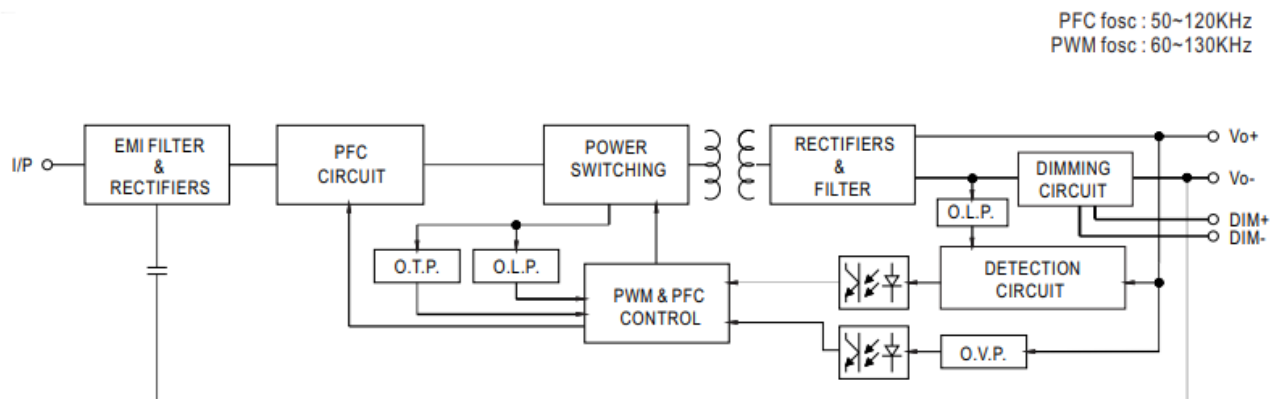 PFC fosc : 50~120KHz
PWM fosc : 60~130KHz
I/P
EMI FILTER
&
RECTIFIERS
PFC
CIRCUIT
POWER
SWITCHING
RECTIFIERS
&
FILTER
DIMMING
CIRCUIT
Vo+
Vo-
DIM+
DIM-
O.L.P.
O.T.P.
O.L.P.
PWM & PFC
CONTROL
DETECTION
CIRCUIT
O.V.P.